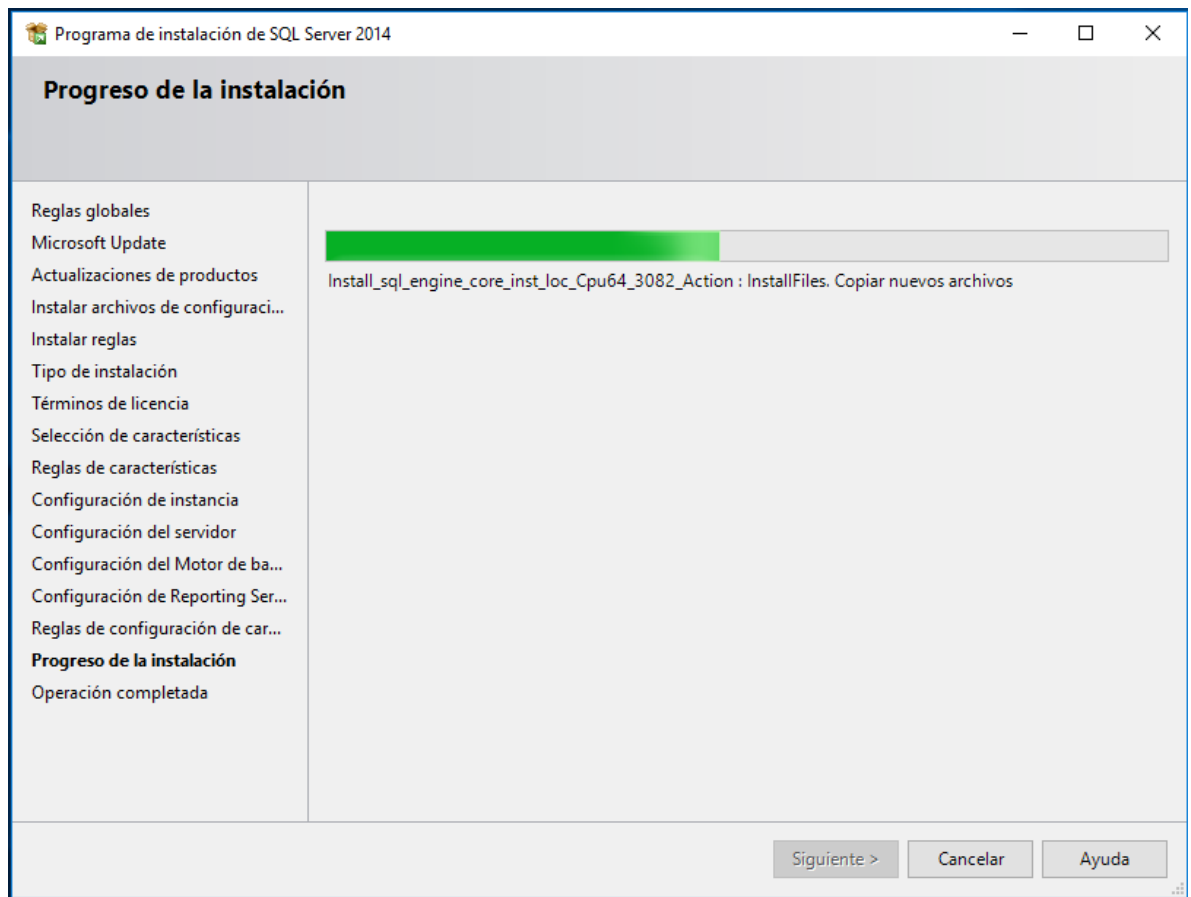 Programa de instalación de SQL Server 2014
Progreso de la instalación
Reglas globales
Microsoft Update
Actualizaciones de productos
Instalar archivos de configuraci...
Instalar reglas
Tipo de instalación
Términos de licencia
Selección de características
Reglas de características
Configuración de instancia
Configuración del servidor
Configuración del Motor de ba...
Configuración de Reporting Ser...
Reglas de configuración de car...
Progreso de la instalación
Operación completada
Install_sql_engine_core_inst_loc_Cpu64_3082_Action : InstallFiles. Copiar nuevos archivos
Siguiente >
Cancelar
Ayuda